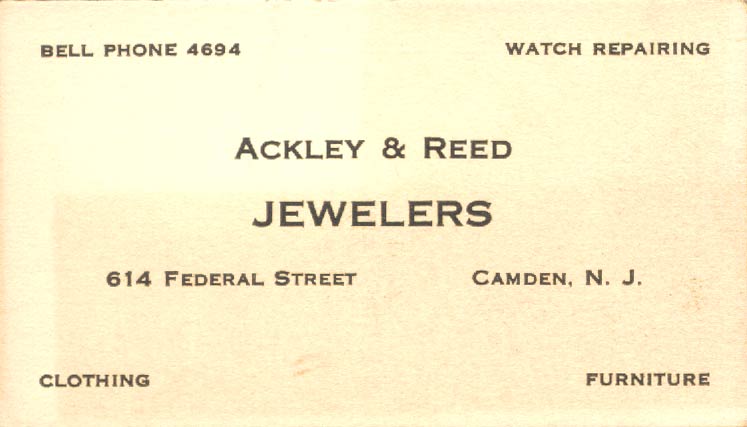 BELL PHONE 4694
WATCH REPAIRING
ACKLEY & REED
JEWELERS
614 FEDERAL STREET
CAMDEN, N. J.
CLOTHING
FURNITURE